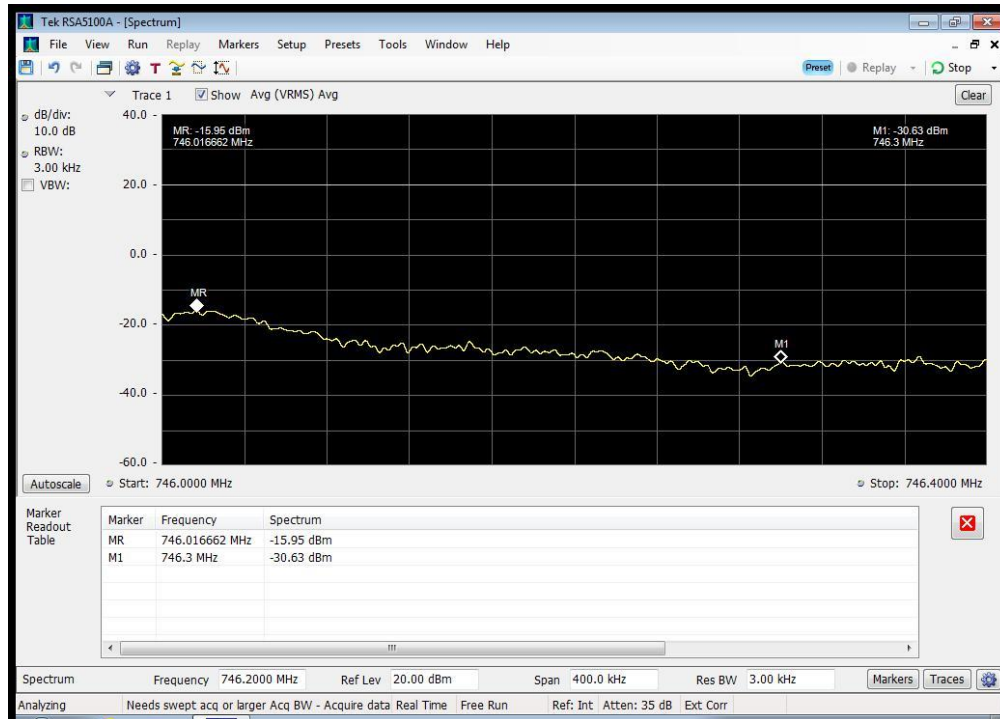 Tek RSA5100A - [Spectrum]
File View Run Replay Markers Setup Presets Tools Window Help
Preset Replay Stop
Trace 1 Show Avg (VRMS) Avg Clear
dB/div:
10.0 dB
RBW:
3.00 kHz
VBW:
40.0
MR: -15.95 dBm
746.016662 MHz
M1: -30.63 dBm
746.3 MHz
20.0
0.0
MR
-20.0
M1
-40.0
-60.0
Autoscale Start: 746.0000 MHz Stop: 746.4000 MHz
Marker
Readout
Table
Marker Frequency Spectrum
MR 746.016662 MHz -15.95 dBm
M1 746.3 MHz -30.63 dBm
Spectrum Frequency 746.2000 MHz Ref Lev 20.00 dBm Span 400.0 kHz Res BW 3.00 kHz Markers Traces
Analyzing Needs swept acq or larger Acq BW - Acquire data Real Time Free Run Ref: Int Atten: 35 dB Ext Corr